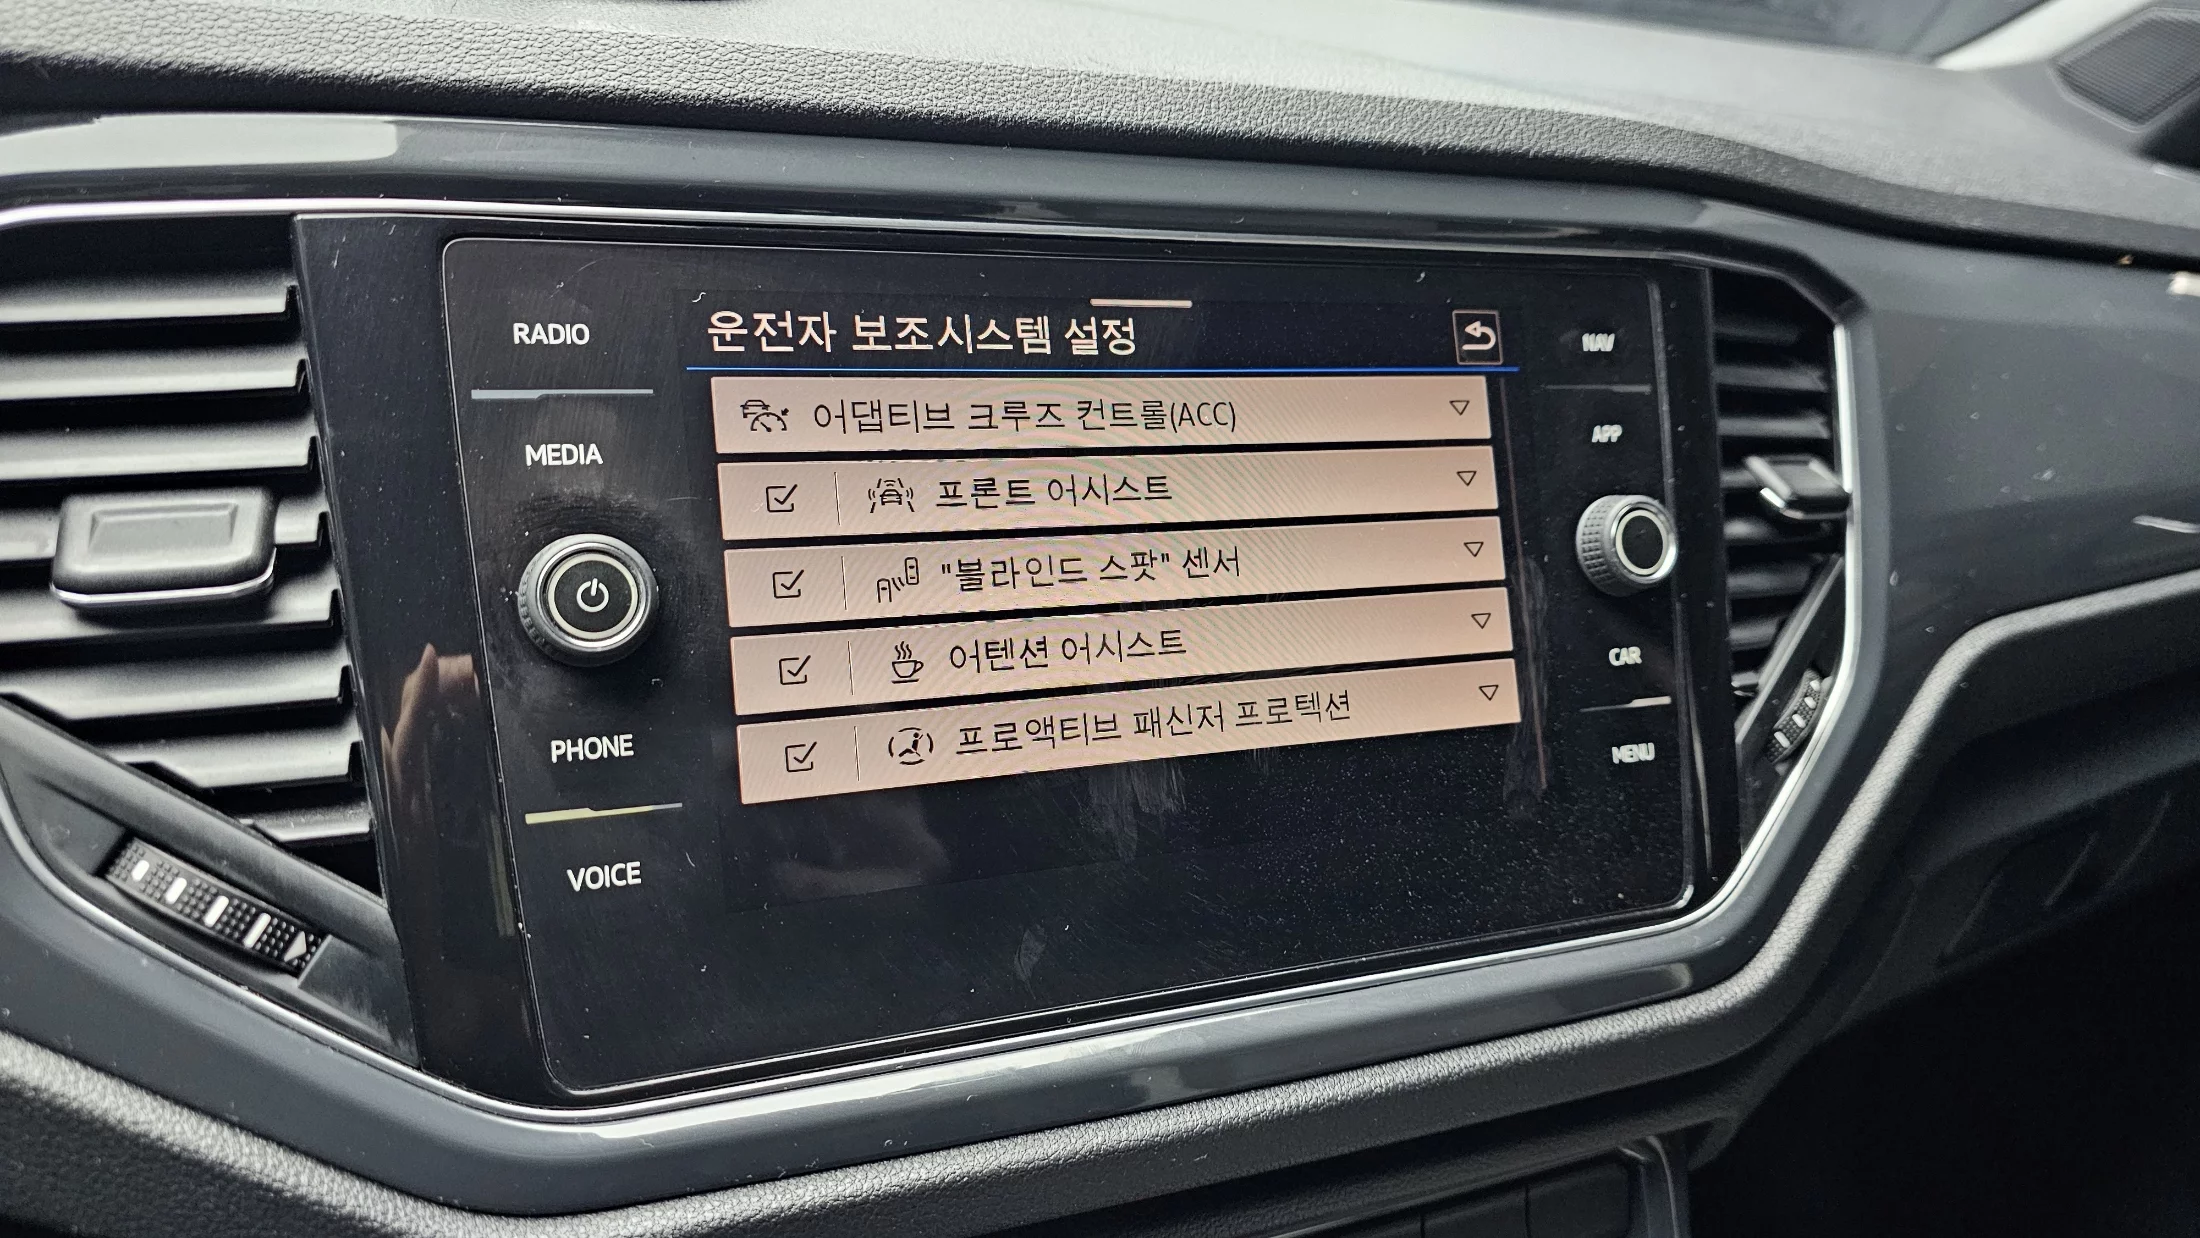 RADIO
MEDIA
PHONE
VOICE
운전자 보조시스템 설정
어댑티브 크루즈 컨트롤(ACC)
프론트 어시스트
"블라인드 스팟" 센서
어텐션 어시스트
프로액티브 패신저 프로텍션
NAV
APP
CAR
MENU